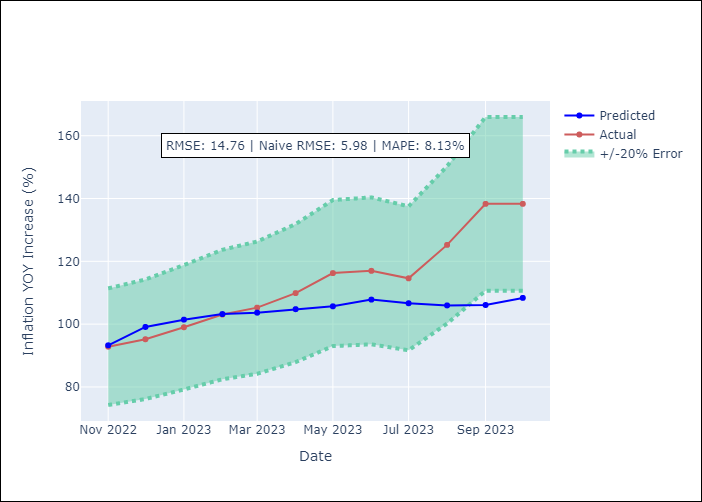 RMSE: 14.76 | Naive RMSE: 5.98 | MAPE: 8.13%
Predicted
Actual
+/-20% Error
Inflation YOY Increase (%)
160
140
120
100
80
Nov 2022 Jan 2023 Mar 2023 May 2023 Jul 2023 Sep 2023
Date